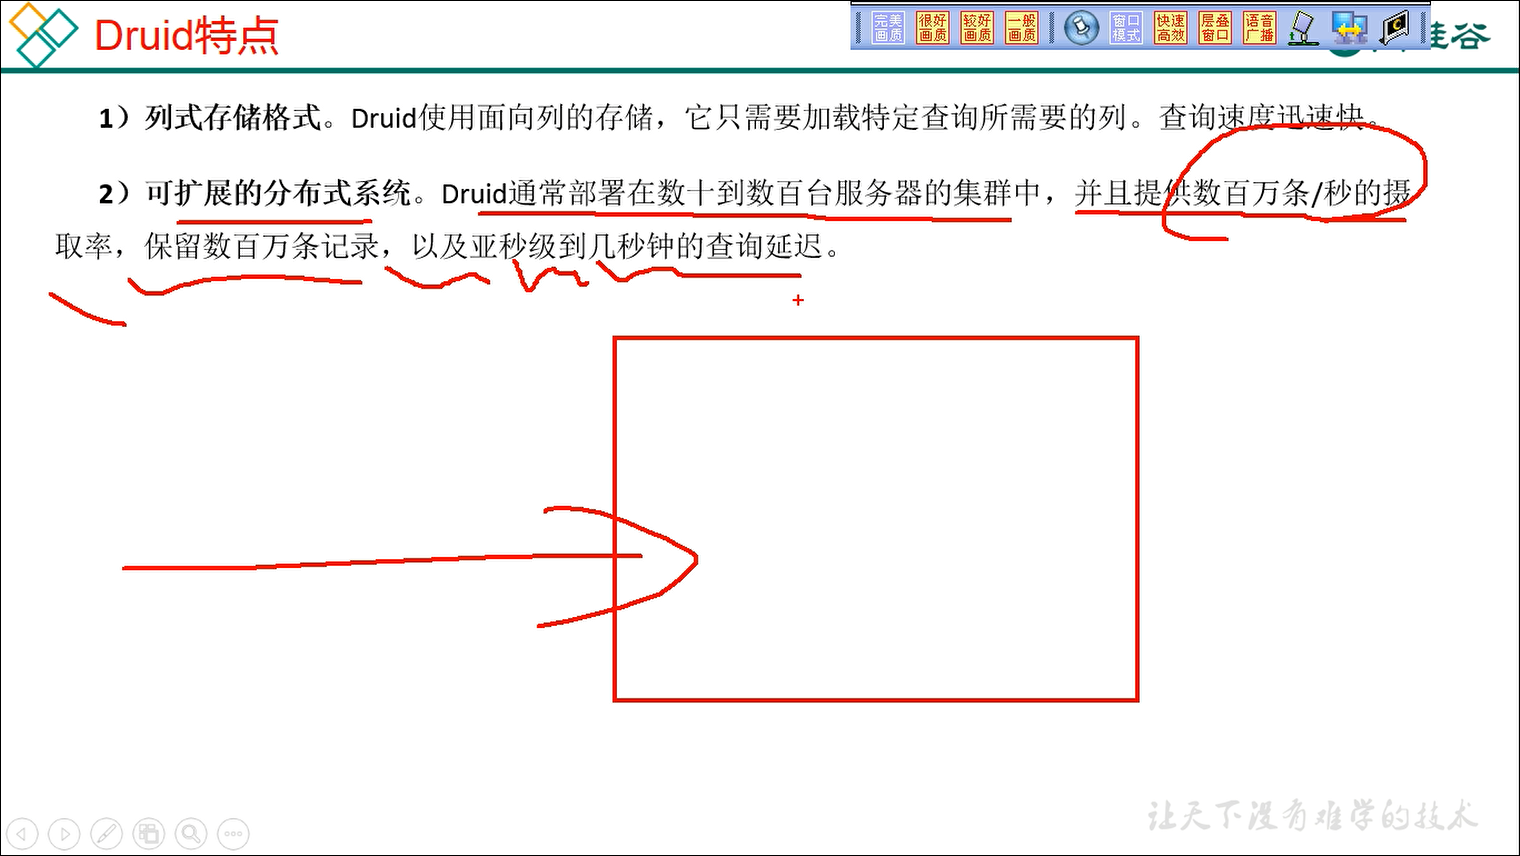 Druid特点
完美画质 很好画质 较好画质 一般画质 窗口模式 快速高效 层叠窗口 语音广播
谷
1）列式存储格式。Druid使用面向列的存储，它只需要加载特定查询所需要的列。查询速度迅速快。
2）可扩展的分布式系统。Druid通常部署在数十到数百台服务器的集群中，并且提供数百万条/秒的摄
取率，保留数百万条记录，以及亚秒级到几秒钟的查询延迟。
让天下没有难学的技术